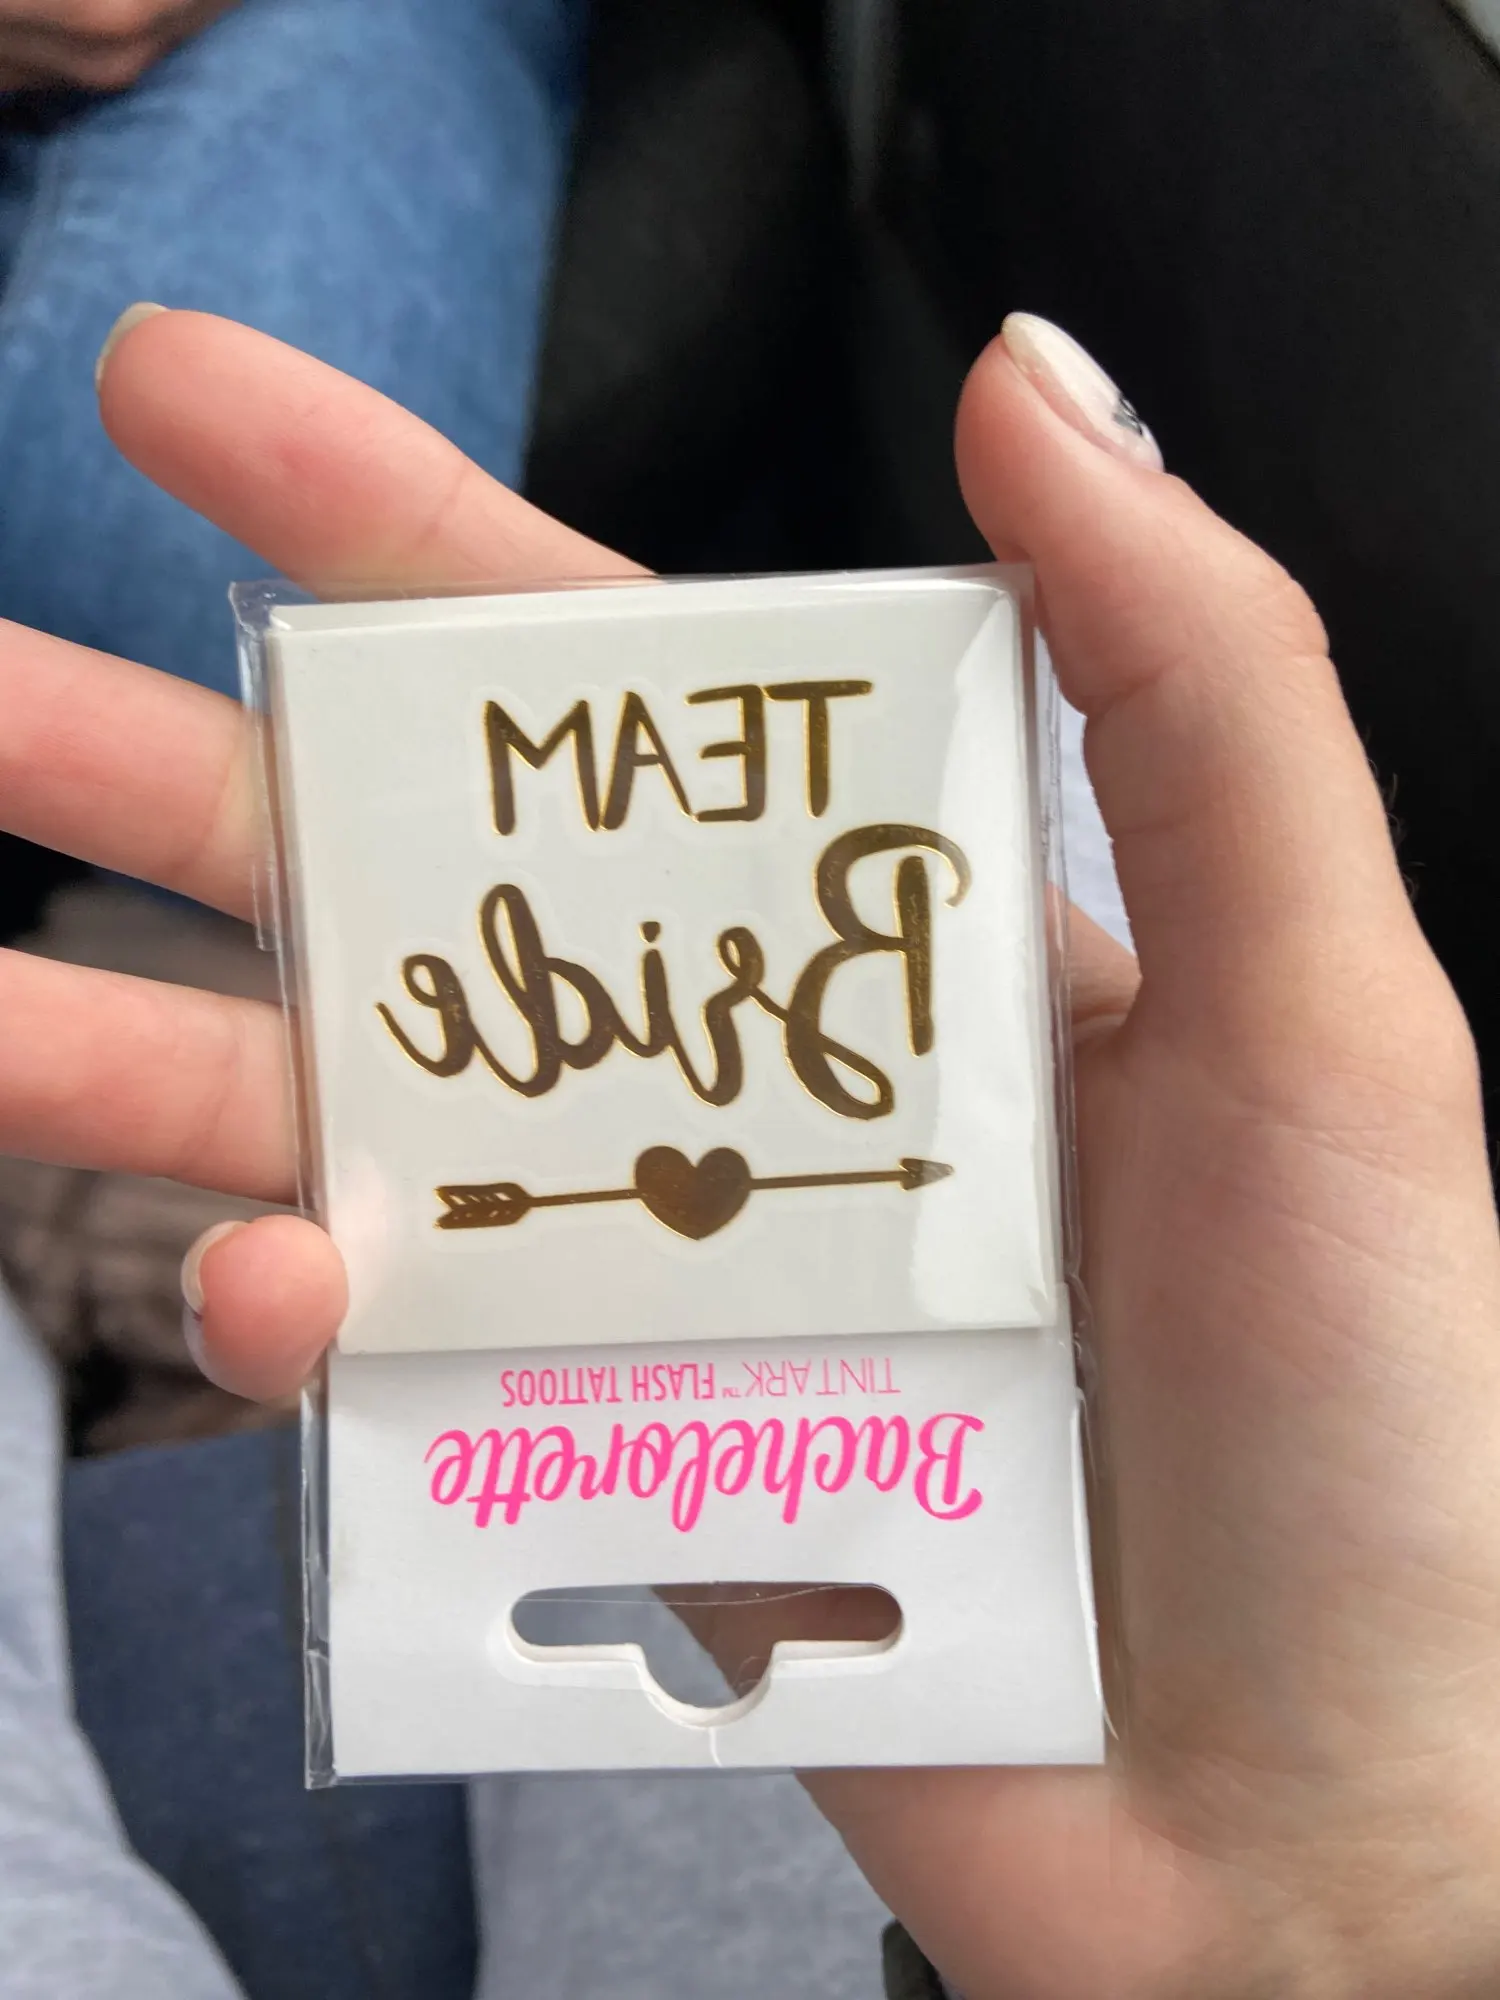 TEAM
Bride
Bachelorette
TINTARK™ FLASH TATTOOS